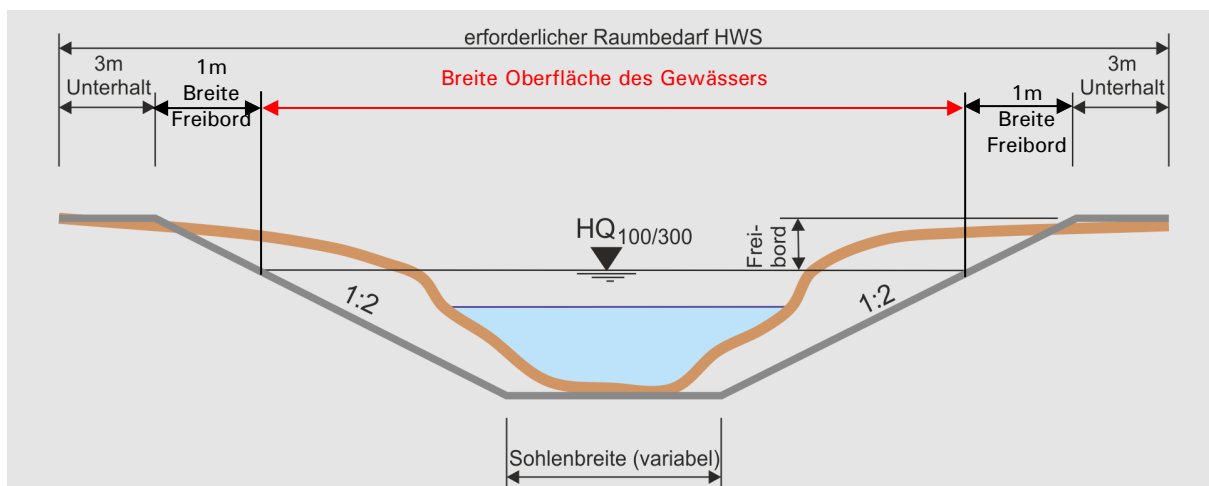 erforderlicher Raumbedarf HWS
3m
Unterhalt
1m
Breite
Freibord
Breite Oberfläche des Gewässers
1m
Breite
Freibord
3m
Unterhalt
HQ100/300
Frei-
bord
1:2
1:2
Sohlenbreite (variabel)